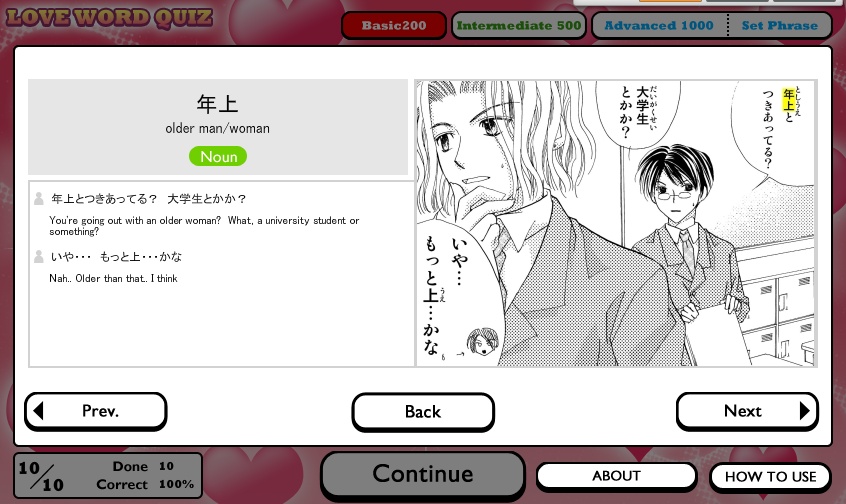 LOVE WORD QUIZ
Basic200
Intermediate 500
Advanced 1000
Set Phrase
年上
older man/woman
Noun
年上とつきあってる？ 大学生とかか？
You're going out with an older woman? What, a university student or
something?
いや・・・ もっと上・・・かな
Nah.. Older than that.. I think
としうえ
年上と
つきあってる?
だいがくせい
大学生
とかか?
いや…
もっと上…かな
うえ
Prev.
Back
Next
10/10
Done 10
Correct 100%
Continue
ABOUT
HOW TO USE